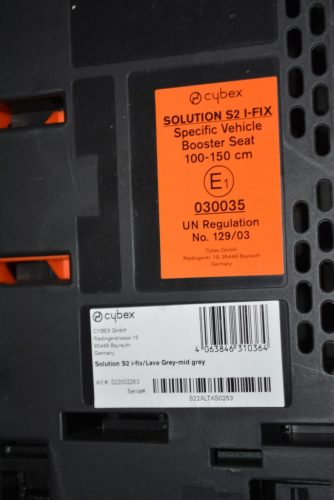 cybex
SOLUTION S2 I-FIX
Specific Vehicle
Booster Seat
100-150 cm
E1
030035
UN Regulation
No. 129/03
Cybex GmbH
Riedingerstr. 18, 95448 Bayreuth
Germany
cybex
CYBEX GmbH
Riedingerstrasse 18
95448 Bayreuth
Germany
4 063846 310364
Solution S2 i-fix/Lava Grey-mid grey
Art#: 522002263
Serial#:
S22ALTAS0253